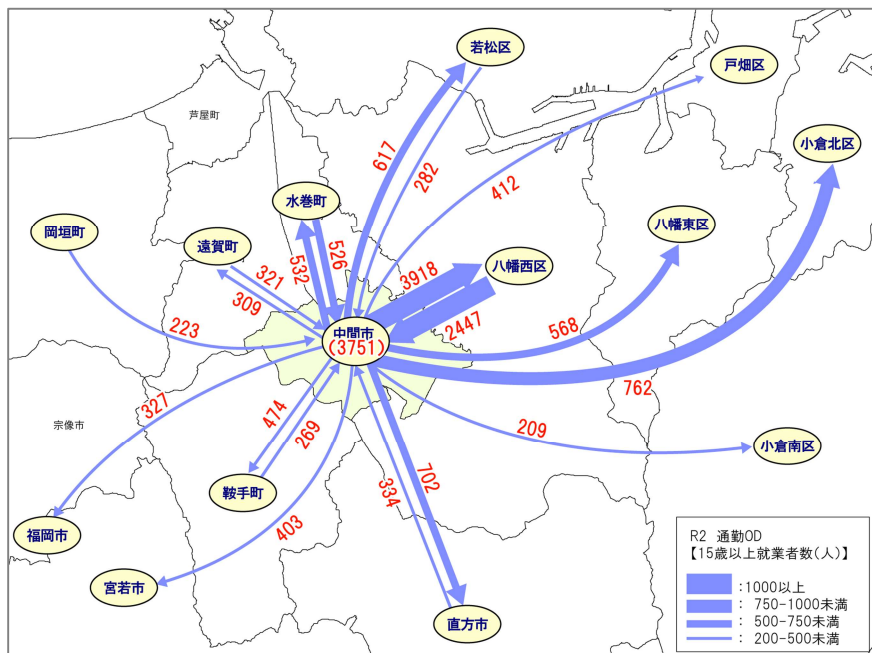 若松区
戸畑区
芦屋町
617
282
412
小倉北区
水巻町
岡垣町
遠賀町
八幡東区
526
532
321
309
3918
八幡西区
2447
223
中間市
(3751)
568
762
327
宗像市
474
269
209
小倉南区
鞍手町
334
702
403
福岡市
宮若市
直方市
R2 通勤OD
【15歳以上就業者数(人)】
:1000以上
: 750-1000未満
: 500-750未満
: 200-500未満